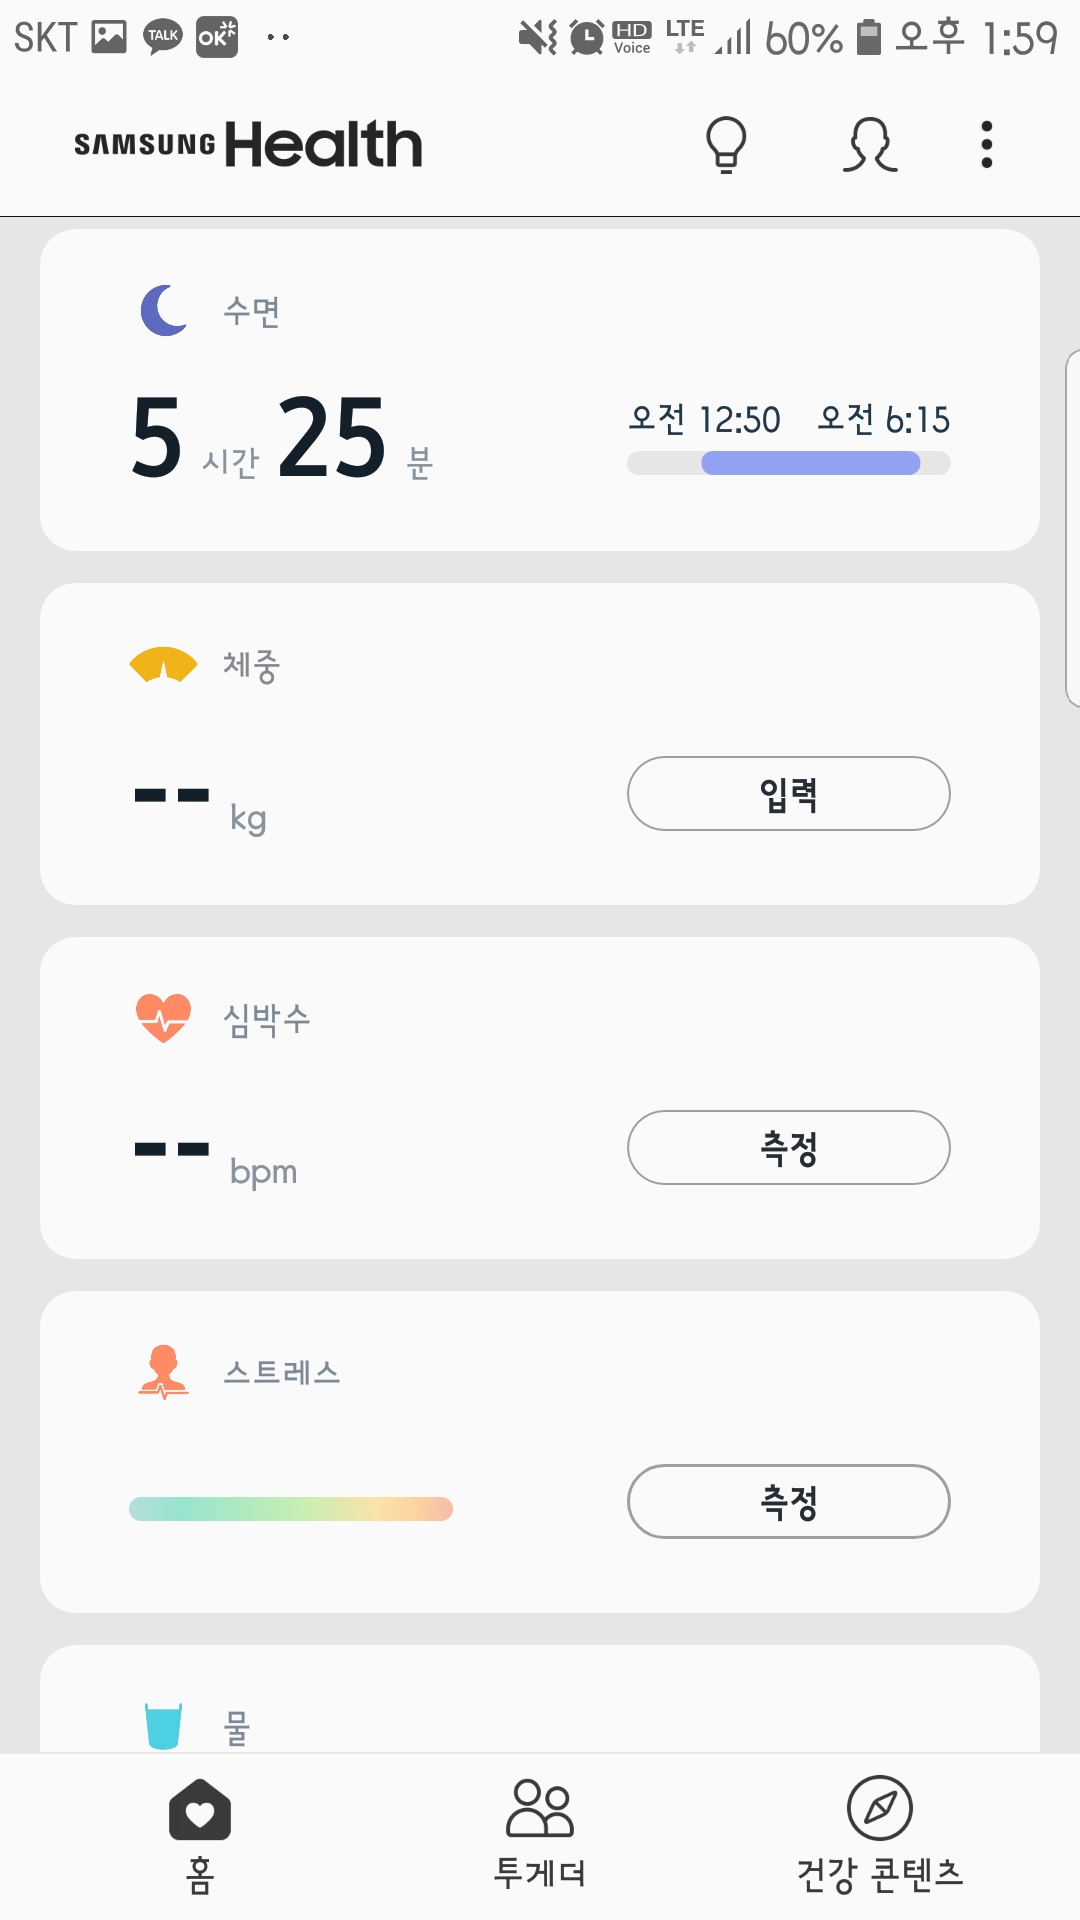 SKT TALK OK HD Voice LTE 60% 오후 1:59
SAMSUNG Health
수면
5 시간 25 분
오전 12:50 오전 6:15
체중
-- kg
입력
심박수
-- bpm
측정
스트레스
측정
물
홈 투게더 건강 콘텐츠